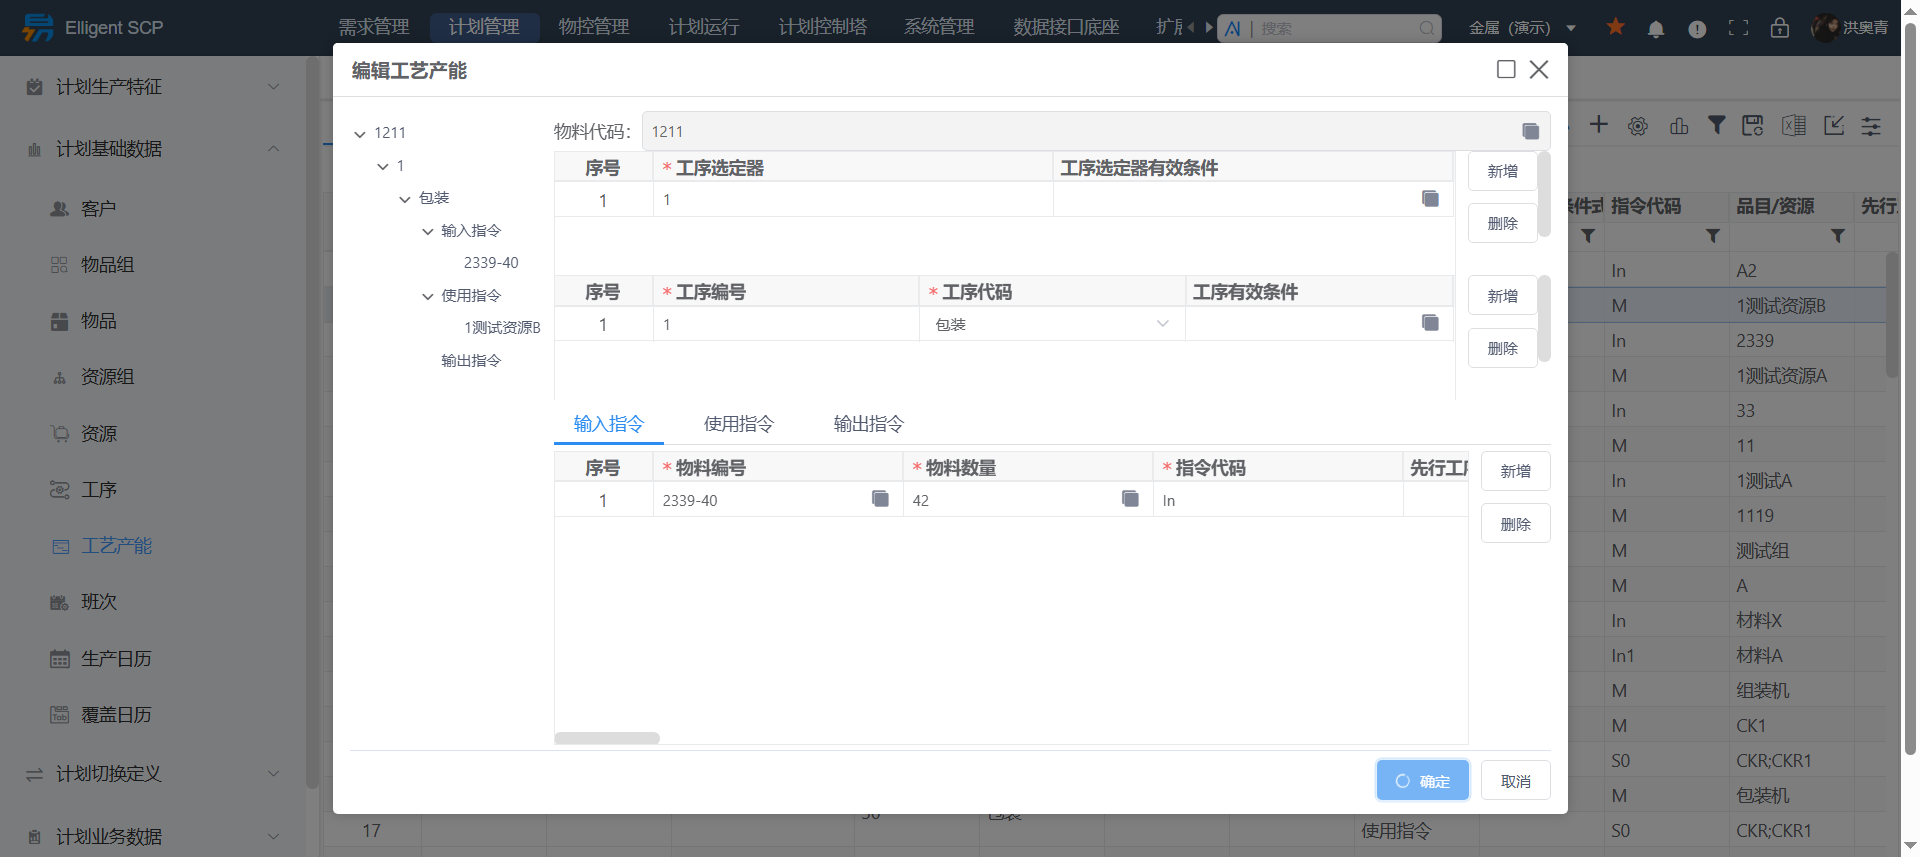 Elligent SCP
需求管理
计划管理
物控管理
计划运行
计划控制塔
系统管理
数据接口底座
AI
搜索
金属（演示）
洪奥青
计划生产特征
计划基础数据
客户
物品组
物品
资源组
资源
工序
工艺产能
班次
生产日历
Tab
覆盖日历
计划切换定义
计划业务数据
编辑工艺产能
1211
1
包装
输入指令
2339-40
使用指令
1测试资源B
输出指令
物料代码：
1211
序号
* 工序选定器
工序选定器有效条件
1
1
新增
删除
序号
* 工序编号
* 工序代码
工序有效条件
1
1
包装
新增
删除
输入指令
使用指令
输出指令
序号
* 物料编号
* 物料数量
* 指令代码
先行工
1
2339-40
42
In
新增
删除
确定
取消
件式
指令代码
品目/资源
先行
In
A2
M
1测试资源B
In
2339
M
1测试资源A
In
33
M
11
In
1测试A
M
1119
M
测试组
M
A
In
材料X
In1
材料A
M
组装机
M
CK1
S0
CKR;CKR1
M
包装机
17
使用指令
S0
CKR;CKR1